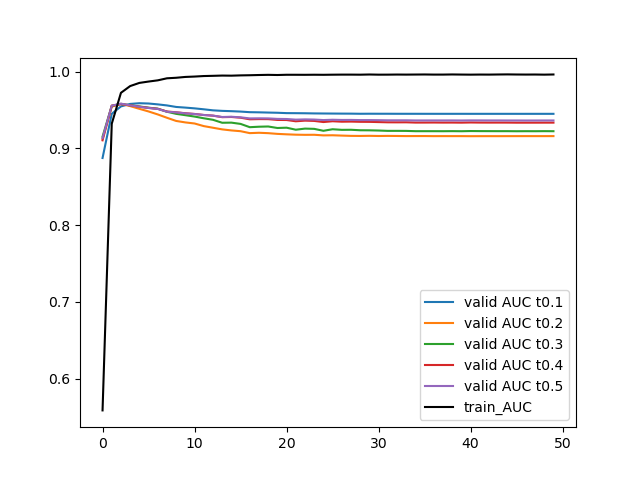 1.0
0.9
0.8
0.7
0.6
0
10
20
30
40
50
valid AUC t0.1
valid AUC t0.2
valid AUC t0.3
valid AUC t0.4
valid AUC t0.5
train_AUC